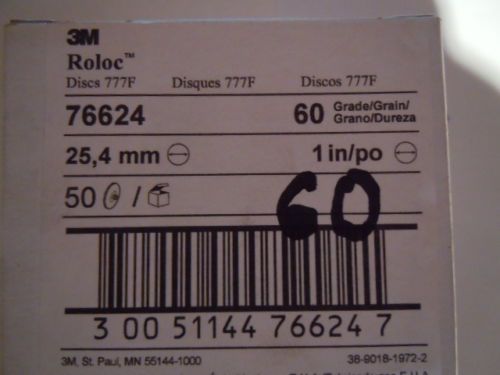 3M
Roloc™
Discs 777F Disques 777F Discos 777F
76624 60 Grade/Grain/
Grano/Dureza
25,4 mm 1 in/po
50 /
60
3 00 51144 76624 7
3M, St. Paul, MN 55144-1000 38-9018-1972-2